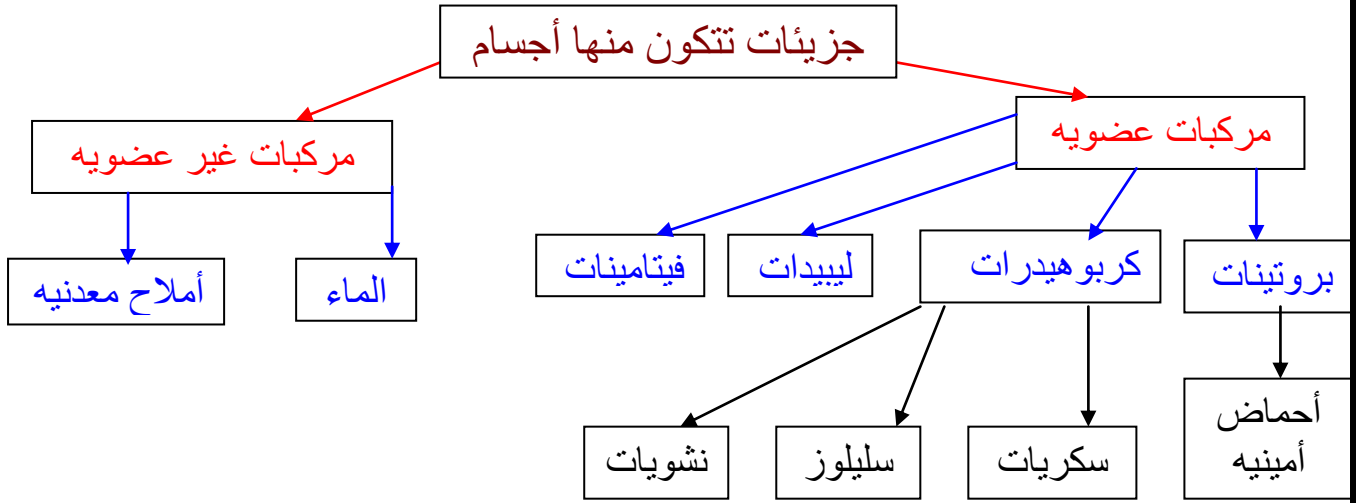 جزيئات تتكون منها أجسام
مركبات عضويه
مركبات غير عضويه
بروتينات
كربوهيدرات
ليبيدات
فيتامينات
الماء
أملاح معدنيه
أحماض
أمينيه
سكريات
سليلوز
نشويات